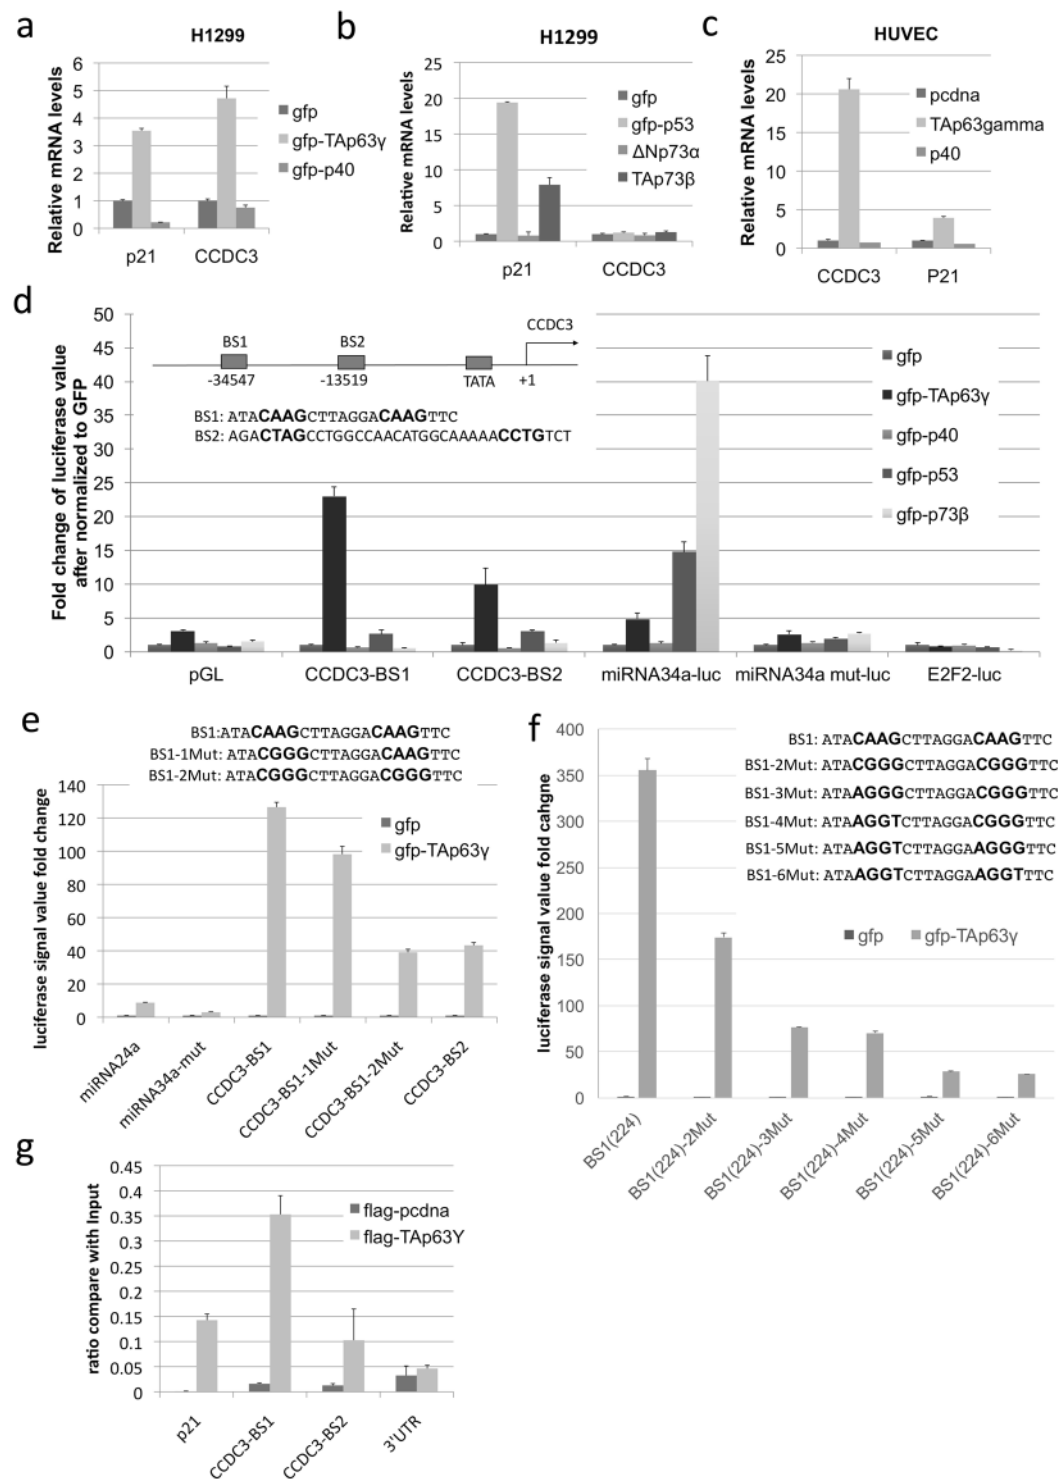 a
H1299
Relative mRNA levels
6
5
4
3
2
1
0
p21 CCDC3
gfp
gfp-TAp63γ
gfp-p40
b
H1299
Relative mRNA levels
25
20
15
10
5
0
p21 CCDC3
gfp
gfp-p53
ΔNp73α
TAp73β
c
HUVEC
Relative mRNA levels
25
20
15
10
5
0
CCDC3 P21
pcdna
TAp63gamma
p40
d
Fold change of luciferase value
after normalized to GFP
50
45
40
35
30
25
20
15
10
5
0
BS1 BS2 CCDC3
-34547 -13519 TATA +1
BS1: ATACAAGCTTAGGACAAGTTC
BS2: AGACTAGCCTGGCCAACATGGCAAAAACCTGTCT
gfp
gfp-TAp63γ
gfp-p40
gfp-p53
gfp-p73β
pGL CCDC3-BS1 CCDC3-BS2 miRNA34a-luc miRNA34a mut-luc E2F2-luc
e
BS1:ATACAAGCTTAGGACAAGTTC
BS1-1Mut: ATACGGGCTTAGGACAAGTTC
BS1-2Mut: ATACGGGCTTAGGACGGGTTC
luciferase signal value fold change
140
120
100
80
60
40
20
0
gfp
gfp-TAp63γ
miRNA24a
miRNA34a-mut
CCDC3-BS1
CCDC3-BS1-1Mut
CCDC3-BS1-2Mut
CCDC3-BS2
f
luciferase signal value fold cahgne
400
350
300
250
200
150
100
50
0
BS1: ATACAAGCTTAGGACAAGTTC
BS1-2Mut: ATACGGGCTTAGGACGGGTTC
BS1-3Mut: ATAAGGGCTTAGGACGGGTTC
BS1-4Mut: ATAAGGTCTTAGGACGGGTTC
BS1-5Mut: ATAAGGTCTTAGGAAGGGTTC
BS1-6Mut: ATAAGGTCTTAGGAAGGTTTC
gfp gfp-TAp63γ
BS1(224)
BS1(224)-2Mut
BS1(224)-3Mut
BS1(224)-4Mut
BS1(224)-5Mut
BS1(224)-6Mut
g
ratio compare with Input
0.45
0.4
0.35
0.3
0.25
0.2
0.15
0.1
0.05
0
flag-pcdna
flag-TAp63Y
p21
CCDC3-BS1
CCDC3-BS2
3'UTR